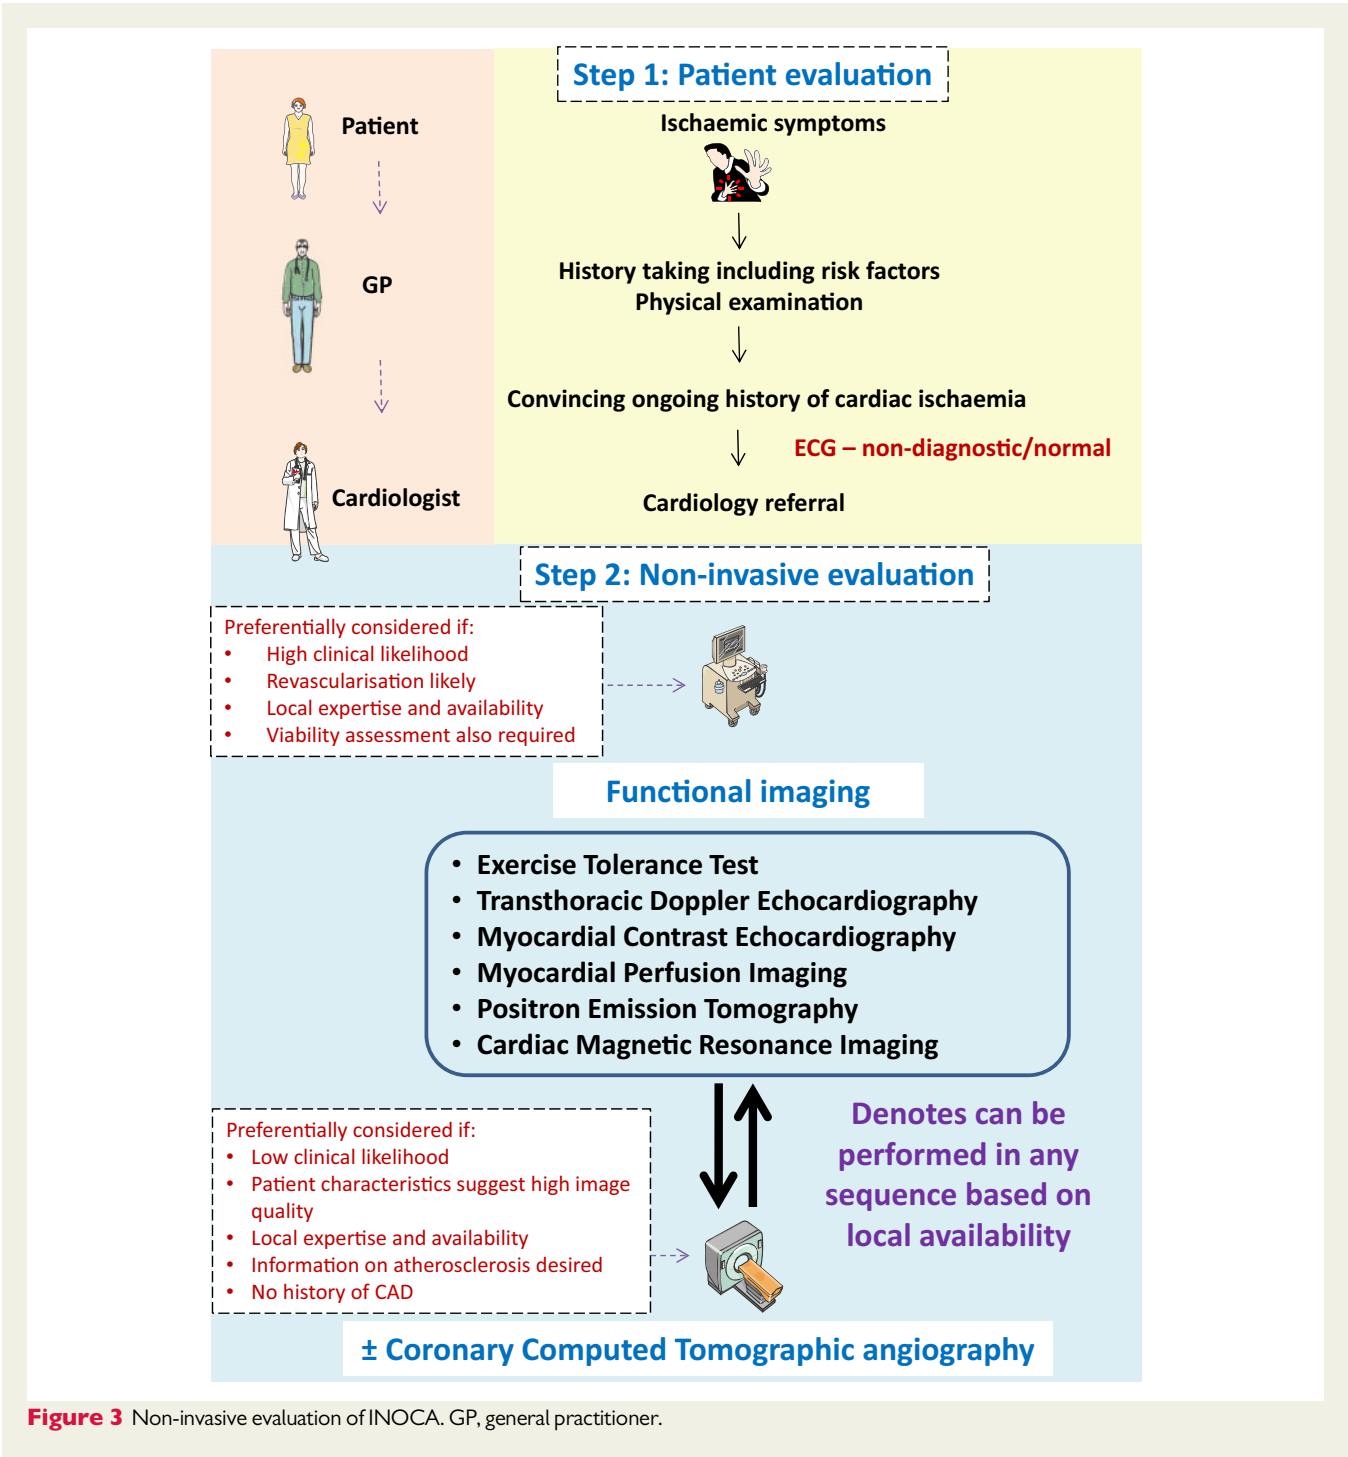 Step 1: Patient evaluation
Patient
Ischaemic symptoms
GP
History taking including risk factors
Physical examination
Convincing ongoing history of cardiac ischaemia
ECG – non-diagnostic/normal
Cardiologist
Cardiology referral
Step 2: Non-invasive evaluation
Preferentially considered if:
• High clinical likelihood
• Revascularisation likely
• Local expertise and availability
• Viability assessment also required
Functional imaging
• Exercise Tolerance Test
• Transthoracic Doppler Echocardiography
• Myocardial Contrast Echocardiography
• Myocardial Perfusion Imaging
• Positron Emission Tomography
• Cardiac Magnetic Resonance Imaging
Denotes can be
performed in any
sequence based on
local availability
Preferentially considered if:
• Low clinical likelihood
• Patient characteristics suggest high image
quality
• Local expertise and availability
• Information on atherosclerosis desired
• No history of CAD
± Coronary Computed Tomographic angiography
Figure 3 Non-invasive evaluation of INOCA. GP, general practitioner.